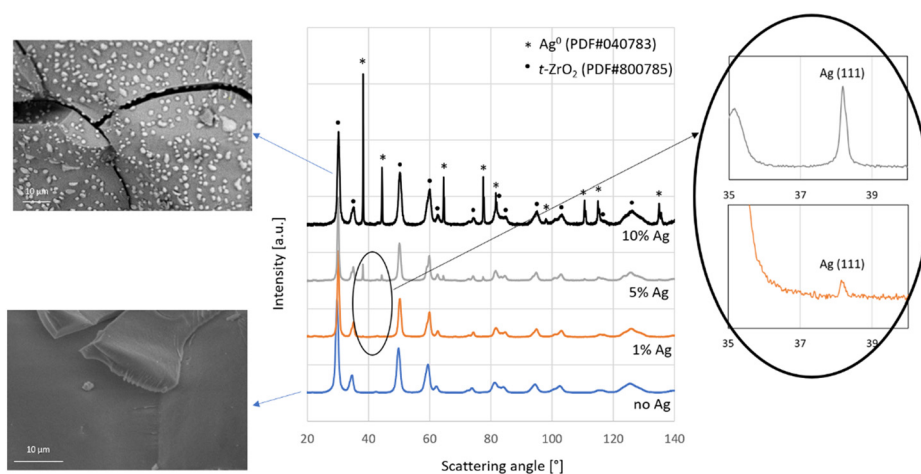 10 μm
10 μm
Intensity [a.u.]
* Ag⁰ (PDF#040783)
• t-ZrO₂ (PDF#800785)
*
•
•
*
•
*
•
•
*
•
*
*
•
•
•
*
•
*
*
•
•
*
10% Ag
5% Ag
1% Ag
no Ag
20 40 60 80 100 120 140
Scattering angle [°]
Ag (111)
35 37 39
Ag (111)
35 37 39